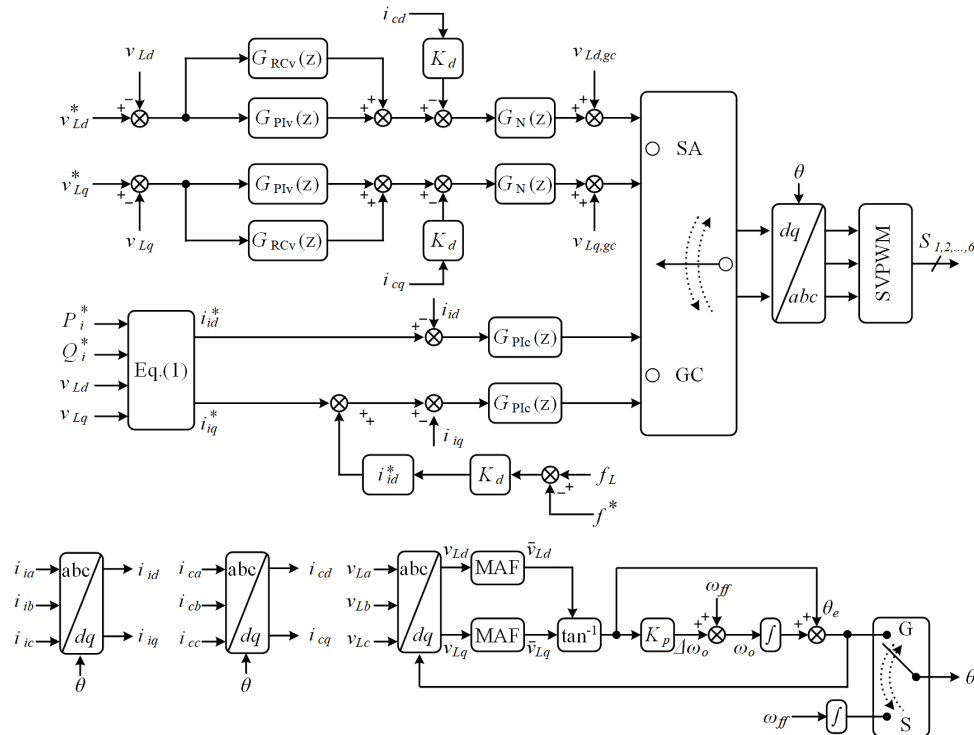 i_cd
v_Ld
K_d
v_Ld,gc
G_RCv(z)
v*_Ld
+ −
G_PIv(z)
+ +
+ −
G_N(z)
+ +
SA
v*_Lq
+ −
G_PIv(z)
+ +
+ −
G_N(z)
+ +
v_Lq
G_RCv(z)
K_d
v_Lq,gc
i_cq
θ
dq
abc
SVPWM
S_1,2,...,6
P*_i
Q*_i
v_Ld
v_Lq
Eq.(1)
i*_id
i*_iq
+ −
i_id
G_PIc(z)
GC
+ +
+ −
i_iq
G_PIc(z)
i*_id
K_d
− +
f_L
f*
i_ia
i_ib
i_ic
abc
dq
i_id
i_iq
θ
i_ca
i_cb
i_cc
abc
dq
i_cd
i_cq
θ
v_La
v_Lb
v_Lc
abc
dq
v_Ld
MAF
v̄_Ld
v_Lq
MAF
v̄_Lq
tan⁻¹
K_p
Δω_o
ω_ff
+ +
ω_o
∫
+ +
θ_e
G
S
θ
ω_ff
∫